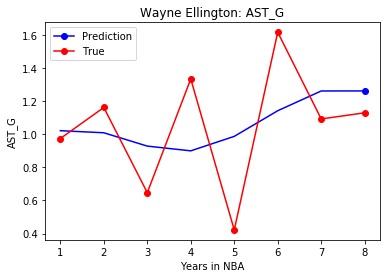 Wayne Ellington: AST_G
Prediction
True
AST_G
1.6
1.4
1.2
1.0
0.8
0.6
0.4
1 2 3 4 5 6 7 8
Years in NBA